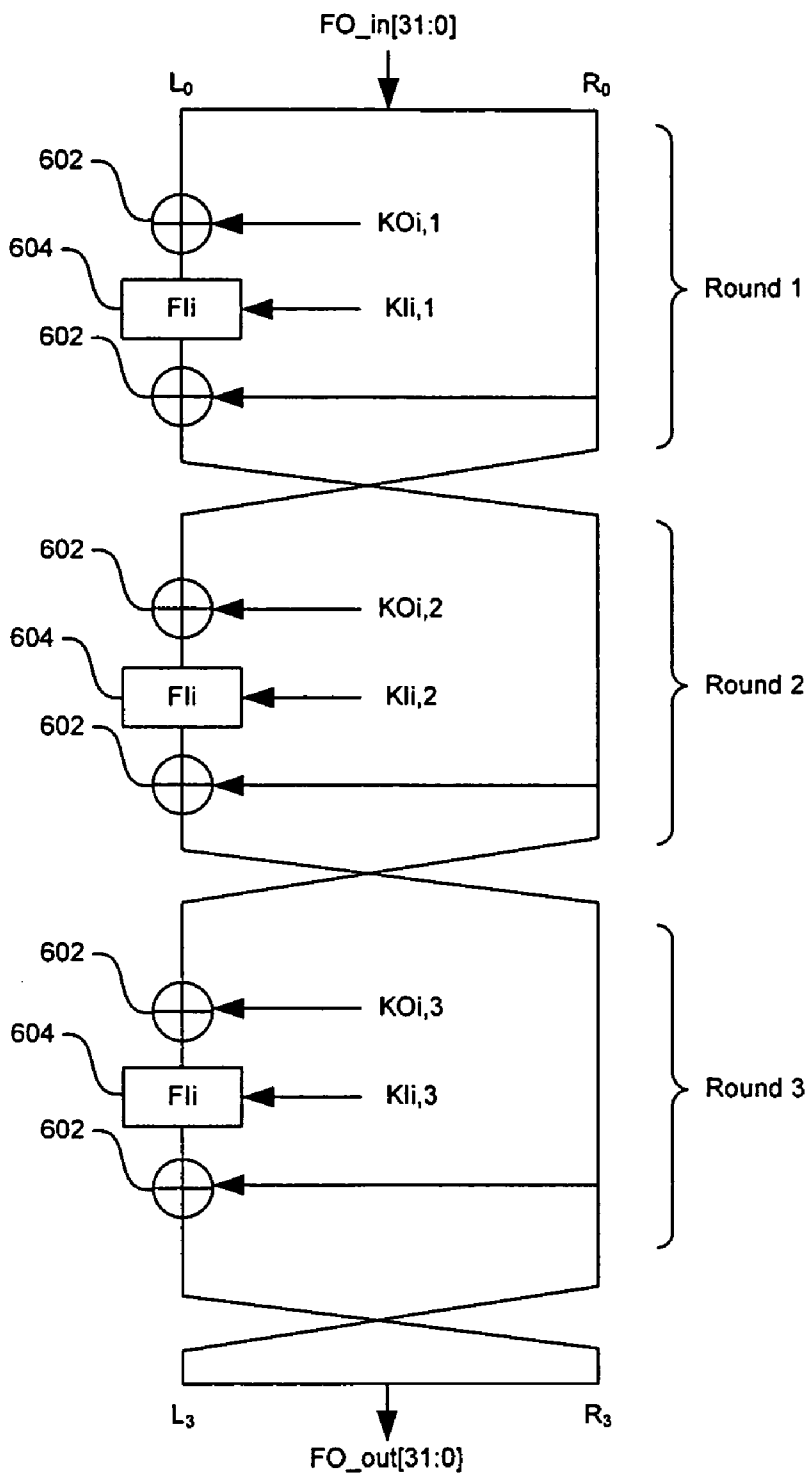 FO_in[31:0]
L₀ R₀
602
KOi,1
604
FIi
KIi,1
Round 1
602
602
KOi,2
604
FIi
KIi,2
Round 2
602
602
KOi,3
604
FIi
KIi,3
Round 3
602
L₃ R₃
FO_out[31:0]